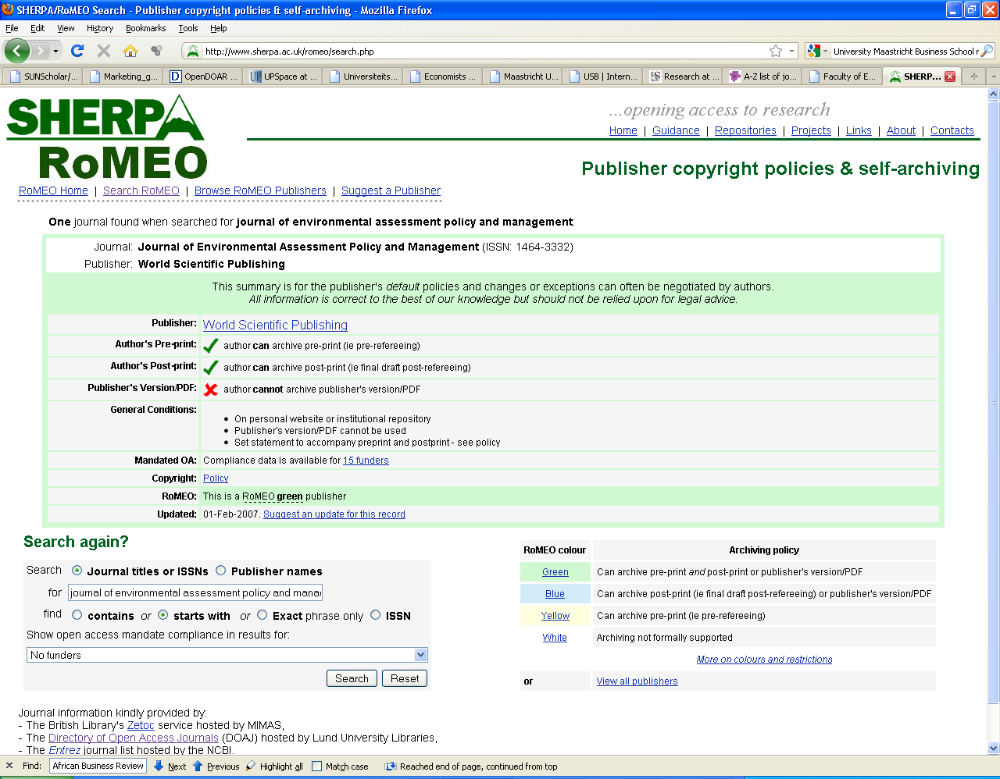 SHERPA/RoMEO Search - Publisher copyright policies & self-archiving - Mozilla Firefox
File Edit View History Bookmarks Tools Help
http://www.sherpa.ac.uk/romeo/search.php University Maastricht Business School r
SUNScholar/... Marketing_g... OpenDOAR ... UPSpace at ... Universiteits... Economists ... Maastricht U... USB | Intern... Research at ... A-Z list of jo... Faculty of E... SHERP...
SHERPA
RoMEO
...opening access to research
Home | Guidance | Repositories | Projects | Links | About | Contacts
Publisher copyright policies & self-archiving
RoMEO Home | Search RoMEO | Browse RoMEO Publishers | Suggest a Publisher
One journal found when searched for journal of environmental assessment policy and management:
Journal: Journal of Environmental Assessment Policy and Management (ISSN: 1464-3332)
Publisher: World Scientific Publishing
This summary is for the publisher's default policies and changes or exceptions can often be negotiated by authors.
All information is correct to the best of our knowledge but should not be relied upon for legal advice.
Publisher: World Scientific Publishing
Author's Pre-print: author can archive pre-print (ie pre-refereeing)
Author's Post-print: author can archive post-print (ie final draft post-refereeing)
Publisher's Version/PDF: author cannot archive publisher's version/PDF
General Conditions:
• On personal website or institutional repository
• Publisher's version/PDF cannot be used
• Set statement to accompany preprint and postprint - see policy
Mandated OA: Compliance data is available for 15 funders
Copyright: Policy
RoMEO: This is a RoMEO green publisher
Updated: 01-Feb-2007. Suggest an update for this record
Search again?
Search Journal titles or ISSNs Publisher names
for journal of environmental assessment policy and mana
find contains or starts with or Exact phrase only ISSN
Show open access mandate compliance in results for:
No funders
Search Reset
RoMEO colour Archiving policy
Green Can archive pre-print and post-print or publisher's version/PDF
Blue Can archive post-print (ie final draft post-refereeing) or publisher's version/PDF
Yellow Can archive pre-print (ie pre-refereeing)
White Archiving not formally supported
More on colours and restrictions
or View all publishers
Journal information kindly provided by:
- The British Library's Zetoc service hosted by MIMAS,
- The Directory of Open Access Journals (DOAJ) hosted by Lund University Libraries,
- The Entrez journal list hosted by the NCBI.
Find: African Business Review Next Previous Highlight all Match case Reached end of page, continued from top